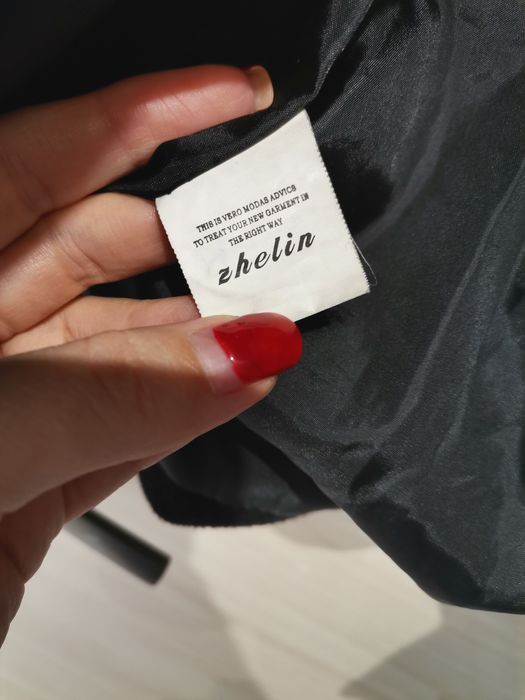 THIS IS VERO MODAS ADVICS
TO TREAT YOUR NEW GARMENT IN
THE RIGHT WAY
zhelin